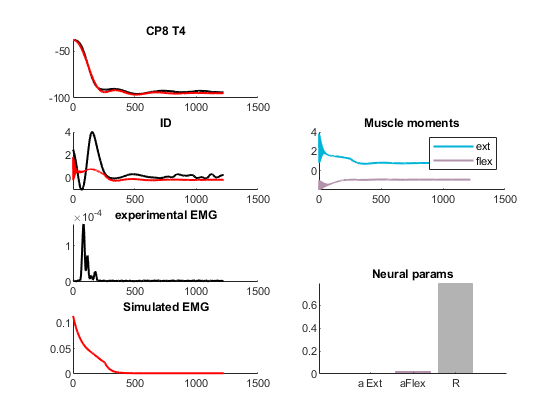 CP8 T4
-50
-100
0 500 1000 1500
ID
4
2
0
0 500 1000 1500
Muscle moments
4
2
0
ext
flex
0 500 1000 1500
×10^-4 experimental EMG
1
0
0 500 1000 1500
Simulated EMG
0.1
0.05
0
0 500 1000 1500
Neural params
0.6
0.4
0.2
0
a Ext aFlex R